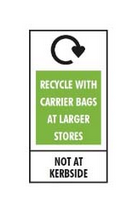 RECYCLE WITH
CARRIER BAGS
AT LARGER
STORES
NOT AT
KERBSIDE